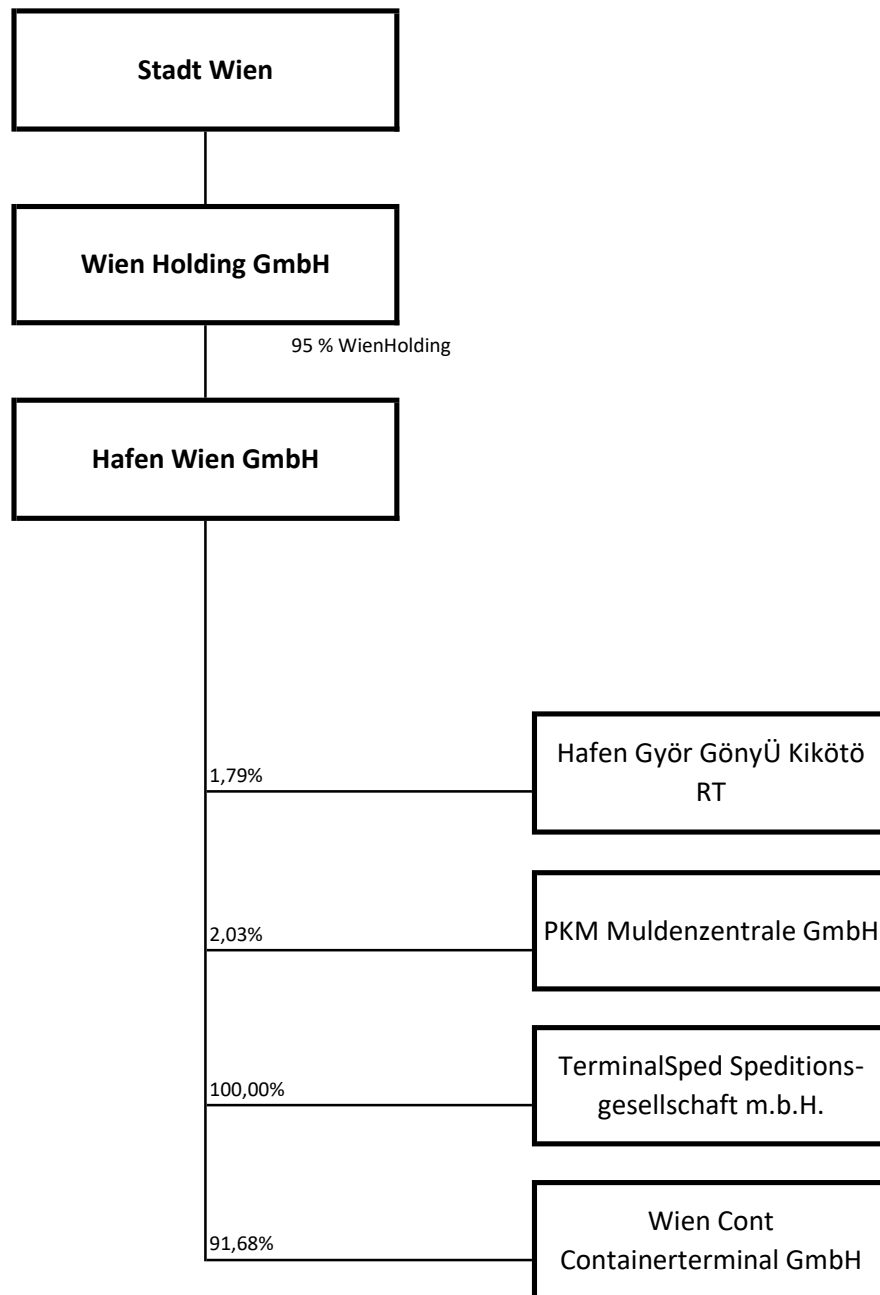 Stadt Wien
Wien Holding GmbH
95 % WienHolding
Hafen Wien GmbH
Hafen Györ GönyÜ Kikötö
RT
1,79%
PKM Muldenzentrale GmbH
2,03%
TerminalSped Speditions-
gesellschaft m.b.H.
100,00%
Wien Cont
Containerterminal GmbH
91,68%